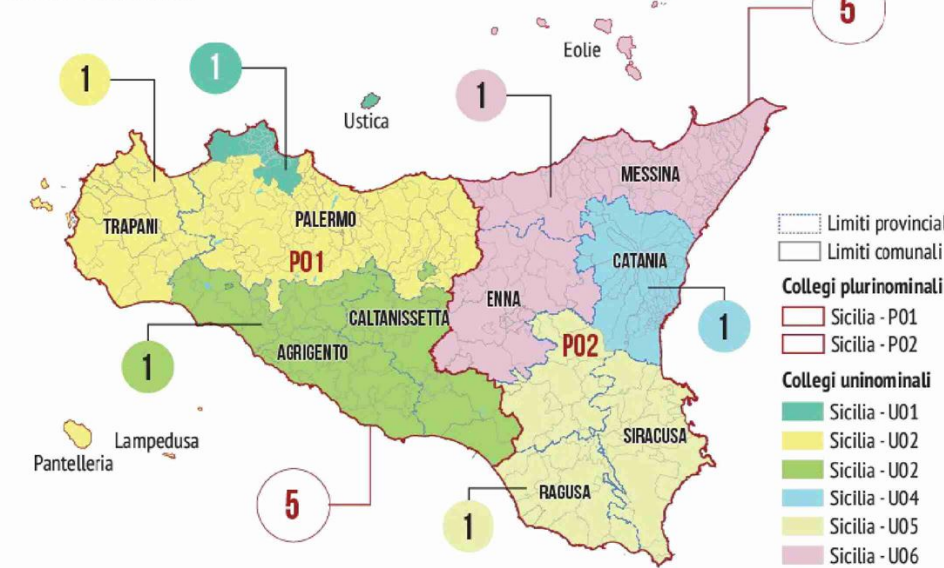 5
Eolie
1
1
1
Ustica
MESSINA
TRAPANI
PALERMO
P01
CATANIA
ENNA
CALTANISSETTA
AGRIGENTO
P02
1
1
SIRACUSA
RAGUSA
Lampedusa
Pantelleria
5
1
Limiti provincial
Limiti comunali
Collegi plurinominali
Sicilia - P01
Sicilia - P02
Collegi uninominali
Sicilia - U01
Sicilia - U02
Sicilia - U02
Sicilia - U04
Sicilia - U05
Sicilia - U06